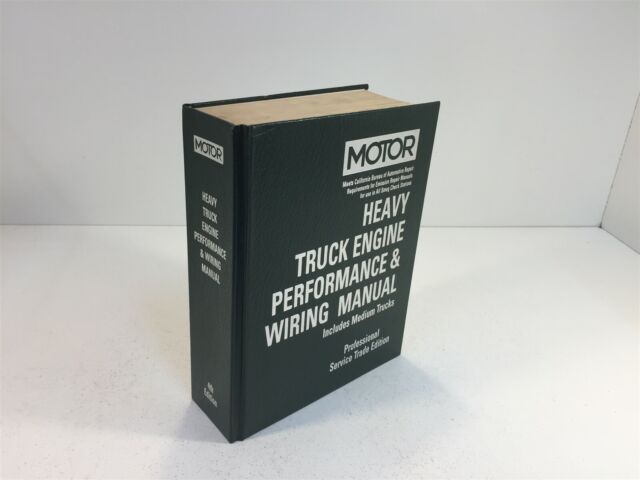 MOTOR
HEAVY
TRUCK
ENGINE
PERFORMANCE
& WIRING
MANUAL
Edition
MOTOR
Meets California Bureau of Automotive Repair
Requirements for Emission Repair Manuals
for use in All Smog Check Stations
HEAVY
TRUCK ENGINE
PERFORMANCE &
WIRING MANUAL
Includes Medium Trucks
Professional
Service Trade Edition